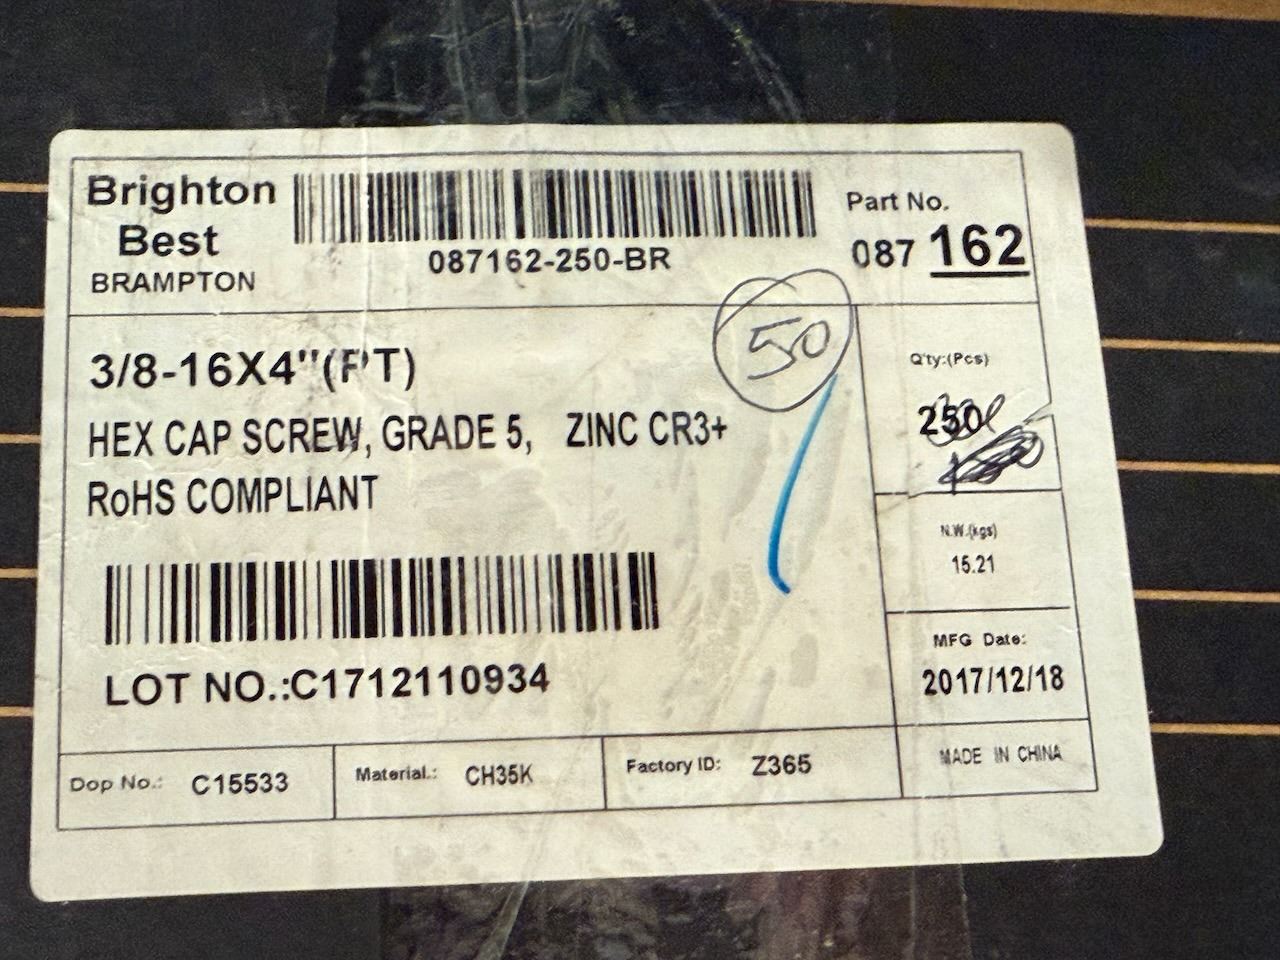 Brighton
Best
BRAMPTON
087162-250-BR
Part No.
087 162
50
3/8-16X4"(PT)
HEX CAP SCREW, GRADE 5, ZINC CR3+
RoHS COMPLIANT
Q'ty:(Pcs)
250
N.W.(kgs)
15.21
LOT NO.:C1712110934
MFG Date:
2017/12/18
Dop No.: C15533
Material.: CH35K
Factory ID: Z365
MADE IN CHINA